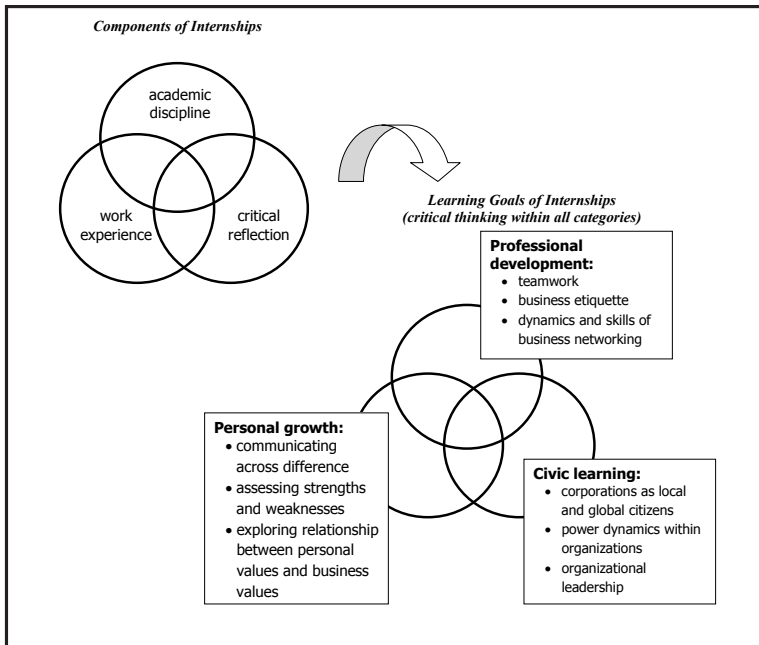 Components of Internships
academic
discipline
work
experience
critical
reflection
Learning Goals of Internships
(critical thinking within all categories)
Professional
development:
• teamwork
• business etiquette
• dynamics and skills of
business networking
Personal growth:
• communicating
across difference
• assessing strengths
and weaknesses
• exploring relationship
between personal
values and business
values
Civic learning:
• corporations as local
and global citizens
• power dynamics within
organizations
• organizational
leadership